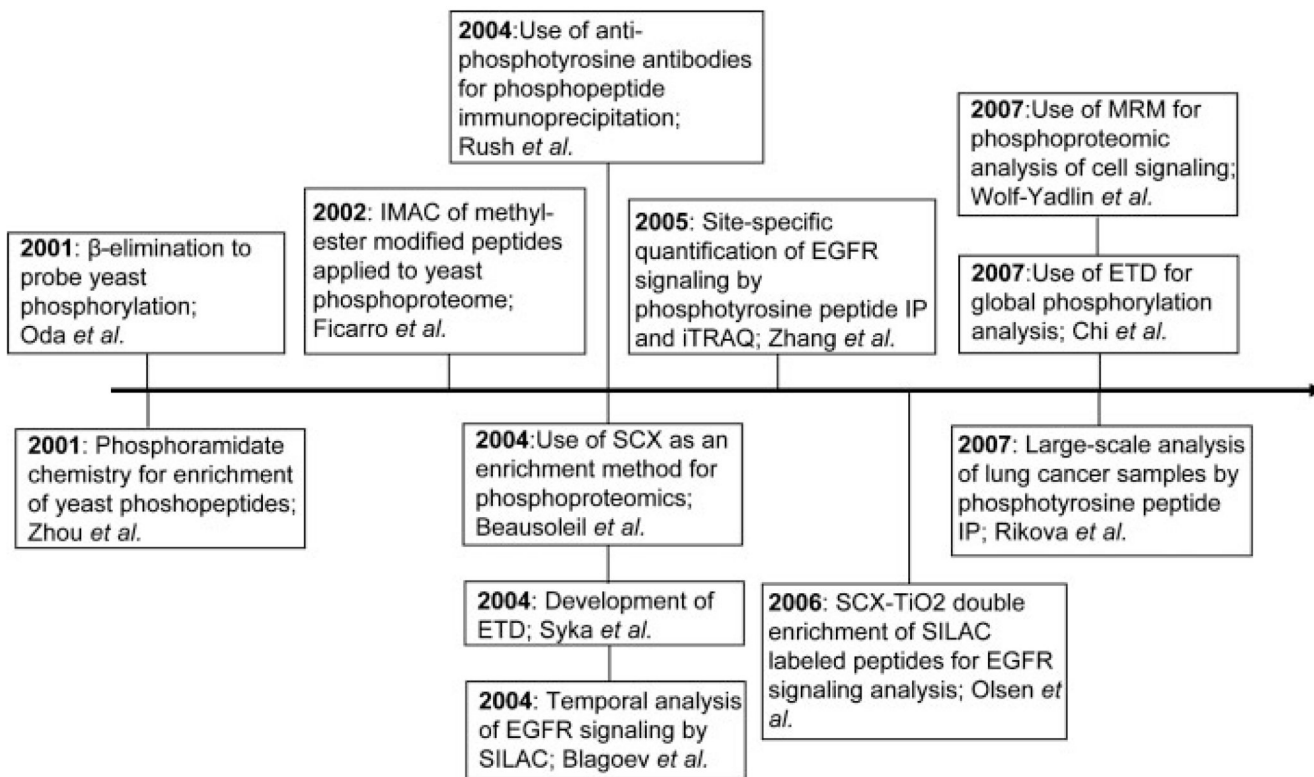 2004:Use of anti-
phosphotyrosine antibodies
for phosphopeptide
immunoprecipitation;
Rush et al.
2007:Use of MRM for
phosphoproteomic
analysis of cell signaling;
Wolf-Yadlin et al.
2002: IMAC of methyl-
ester modified peptides
applied to yeast
phosphoproteome;
Ficarro et al.
2005: Site-specific
quantification of EGFR
signaling by
phosphotyrosine peptide IP
and iTRAQ; Zhang et al.
2001: β-elimination to
probe yeast
phosphorylation;
Oda et al.
2007:Use of ETD for
global phosphorylation
analysis; Chi et al.
2001: Phosphoramidate
chemistry for enrichment
of yeast phoshopeptides;
Zhou et al.
2004:Use of SCX as an
enrichment method for
phosphoproteomics;
Beausoleil et al.
2007: Large-scale analysis
of lung cancer samples by
phosphotyrosine peptide
IP; Rikova et al.
2004: Development of
ETD; Syka et al.
2006: SCX-TiO2 double
enrichment of SILAC
labeled peptides for EGFR
signaling analysis; Olsen et
al.
2004: Temporal analysis
of EGFR signaling by
SILAC; Blagoev et al.